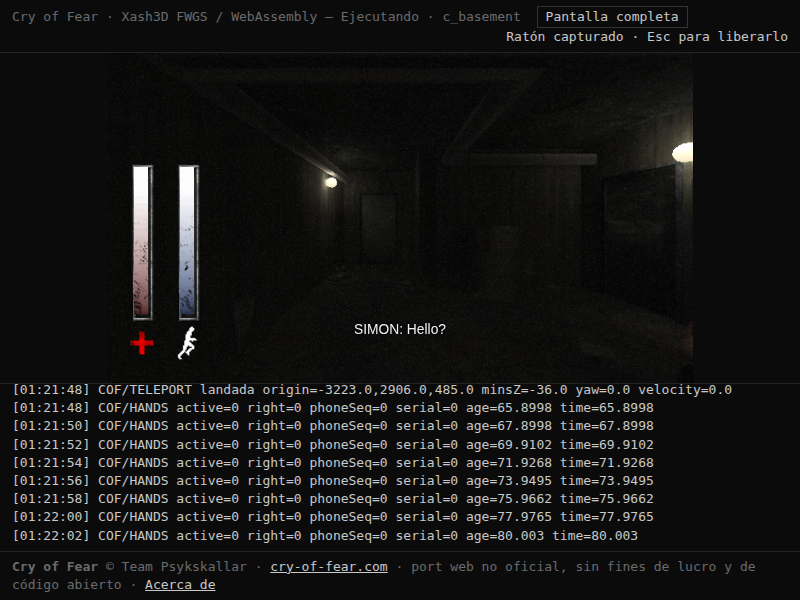 Cry of Fear · Xash3D FWGS / WebAssembly — Ejecutando · c_basement
Pantalla completa
Ratón capturado · Esc para liberarlo
SIMON: Hello?
[01:21:48] COF/TELEPORT landada origin=-3223.0,2906.0,485.0 minsZ=-36.0 yaw=0.0 velocity=0.0
[01:21:48] COF/HANDS active=0 right=0 phoneSeq=0 serial=0 age=65.8998 time=65.8998
[01:21:50] COF/HANDS active=0 right=0 phoneSeq=0 serial=0 age=67.8998 time=67.8998
[01:21:52] COF/HANDS active=0 right=0 phoneSeq=0 serial=0 age=69.9102 time=69.9102
[01:21:54] COF/HANDS active=0 right=0 phoneSeq=0 serial=0 age=71.9268 time=71.9268
[01:21:56] COF/HANDS active=0 right=0 phoneSeq=0 serial=0 age=73.9495 time=73.9495
[01:21:58] COF/HANDS active=0 right=0 phoneSeq=0 serial=0 age=75.9662 time=75.9662
[01:22:00] COF/HANDS active=0 right=0 phoneSeq=0 serial=0 age=77.9765 time=77.9765
[01:22:02] COF/HANDS active=0 right=0 phoneSeq=0 serial=0 age=80.003 time=80.003
Cry of Fear © Team Psykskallar · cry-of-fear.com · port web no oficial, sin fines de lucro y de
código abierto · Acerca de